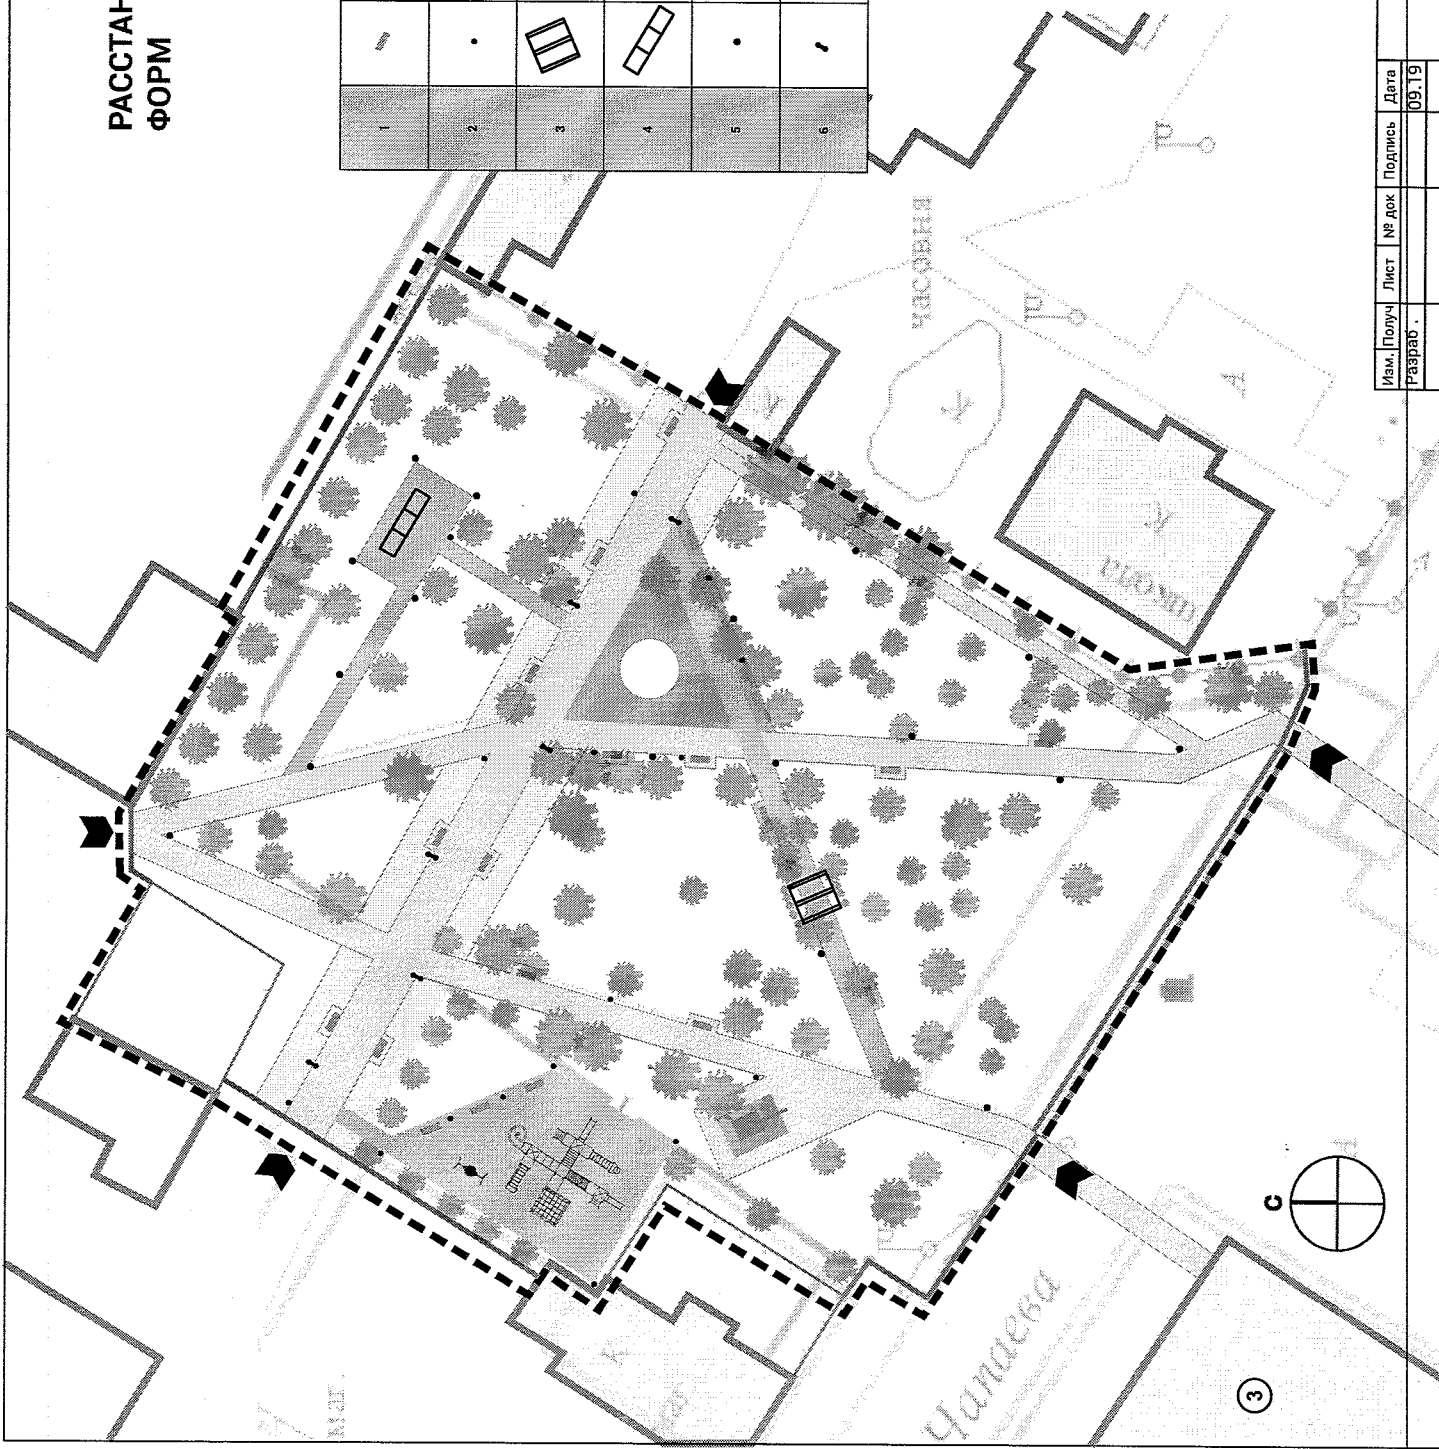 РАССТАН
ФОРМ
1
2
3
4
5
6
часовня
К
К
А
К
школа
П
П
П
маг.
К
Чапаева
3
С
Изм. Получ Лист № док Подпись Дата
Разраб . 09.19